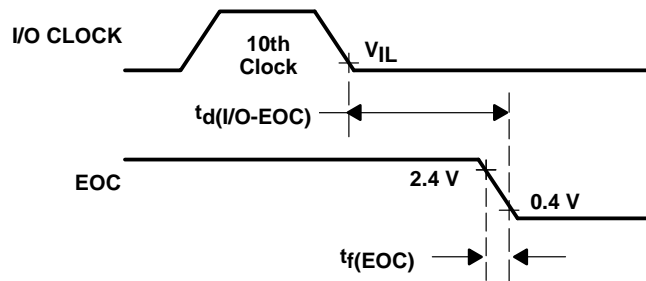 I/O CLOCK
10th
Clock
VIL
td(I/O-EOC)
EOC
2.4 V
0.4 V
tf(EOC)